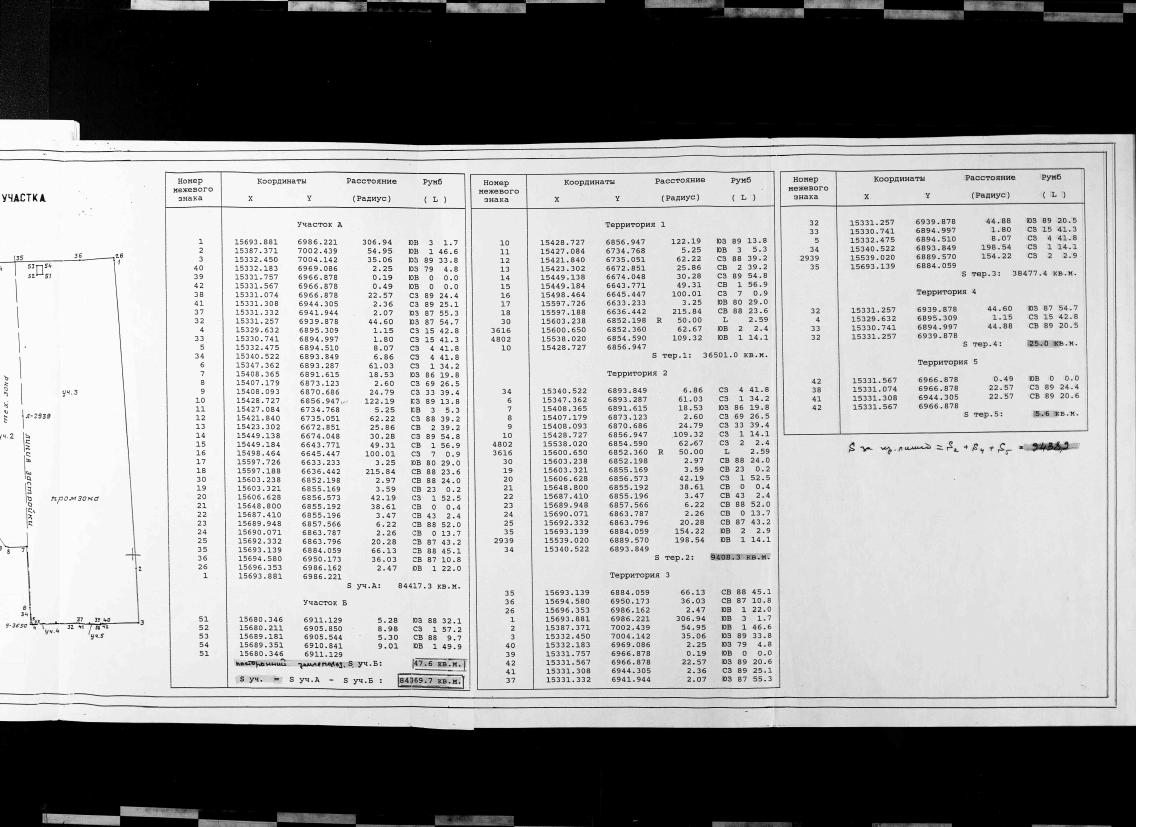 УЧАСТКА
135 36 26
53 54 1
52 51
тех. зона
уч.3
Л-2939
уч.2
линия застройки
промзона
6 7
2
8
34
9-3650 4 уч.4 32 41 37 39 40 38 42 уч.5 3
Номер межевого знака Координаты X Y Расстояние (Радиус) Румб ( L )
Участок А
1 15693.881 6986.221 306.94 ЮВ 3 1.7
2 15387.371 7002.439 54.95 ЮВ 1 46.6
3 15332.450 7004.142 35.06 ЮЗ 89 33.8
40 15332.183 6969.086 2.25 ЮЗ 79 4.8
39 15331.757 6966.878 0.19 ЮВ 0 0.0
42 15331.567 6966.878 0.49 ЮВ 0 0.0
38 15331.074 6966.878 22.57 СЗ 89 24.4
41 15331.308 6944.305 2.36 СЗ 89 25.1
37 15331.332 6941.944 2.07 ЮЗ 87 55.3
32 15331.257 6939.878 44.60 ЮЗ 87 54.7
4 15329.632 6895.309 1.15 СЗ 15 42.8
33 15330.741 6894.997 1.80 СЗ 15 41.3
5 15332.475 6894.510 8.07 СЗ 4 41.8
34 15340.522 6893.849 6.86 СЗ 4 41.8
6 15347.362 6893.287 61.03 СЗ 1 34.2
7 15408.365 6891.615 18.53 ЮЗ 86 19.8
8 15407.179 6873.123 2.60 СЗ 69 26.5
9 15408.093 6870.686 24.79 СЗ 33 39.4
10 15428.727 6856.947 122.19 ЮЗ 89 13.8
11 15427.084 6734.768 5.25 ЮВ 3 5.3
12 15421.840 6735.051 62.22 СЗ 88 39.2
13 15423.302 6672.851 25.86 СВ 2 39.2
14 15449.138 6674.048 30.28 СЗ 89 54.8
15 15449.184 6643.771 49.31 СВ 1 56.9
16 15498.464 6645.447 100.01 СЗ 7 0.9
17 15597.726 6633.233 3.25 ЮВ 80 29.0
18 15597.188 6636.442 215.84 СВ 88 23.6
30 15603.238 6852.198 2.97 СВ 88 24.0
19 15603.321 6855.169 3.59 СВ 23 0.2
20 15606.628 6856.573 42.19 СЗ 1 52.5
21 15648.800 6855.192 38.61 СВ 0 0.4
22 15687.410 6855.196 3.47 СВ 43 2.4
23 15689.948 6857.566 6.22 СВ 88 52.0
24 15690.071 6863.787 2.26 СВ 0 13.7
25 15692.332 6863.796 20.28 СВ 87 43.2
35 15693.139 6884.059 66.13 СВ 88 45.1
36 15694.580 6950.173 36.03 СВ 87 10.8
26 15696.353 6986.162 2.47 ЮВ 1 22.0
1 15693.881 6986.221
S уч.А: 84417.3 кв.м.
Участок Б
51 15680.346 6911.129 5.28 ЮЗ 88 32.1
52 15680.211 6905.850 8.98 СЗ 1 57.2
53 15689.181 6905.544 5.30 СВ 88 9.7
54 15689.351 6910.841 9.01 ЮВ 1 49.9
51 15680.346 6911.129
посторонний землепольз. S уч.Б: 47.6 кв.м.
S уч. = S уч.А - S уч.Б : 84369.7 кв.м.
Номер межевого знака Координаты X Y Расстояние (Радиус) Румб ( L )
Территория 1
10 15428.727 6856.947 122.19 ЮЗ 89 13.8
11 15427.084 6734.768 5.25 ЮВ 3 5.3
12 15421.840 6735.051 62.22 СЗ 88 39.2
13 15423.302 6672.851 25.86 СВ 2 39.2
14 15449.138 6674.048 30.28 СЗ 89 54.8
15 15449.184 6643.771 49.31 СВ 1 56.9
16 15498.464 6645.447 100.01 СЗ 7 0.9
17 15597.726 6633.233 3.25 ЮВ 80 29.0
18 15597.188 6636.442 215.84 СВ 88 23.6
30 15603.238 6852.198 R 50.00 L 2.59
3616 15600.650 6852.360 62.67 ЮВ 2 2.4
4802 15538.020 6854.590 109.32 ЮВ 1 14.1
10 15428.727 6856.947
S тер.1: 36501.0 кв.м.
Территория 2
34 15340.522 6893.849 6.86 СЗ 4 41.8
6 15347.362 6893.287 61.03 СЗ 1 34.2
7 15408.365 6891.615 18.53 ЮЗ 86 19.8
8 15407.179 6873.123 2.60 СЗ 69 26.5
9 15408.093 6870.686 24.79 СЗ 33 39.4
10 15428.727 6856.947 109.32 СЗ 1 14.1
4802 15538.020 6854.590 62.67 СЗ 2 2.4
3616 15600.650 6852.360 R 50.00 L 2.59
30 15603.238 6852.198 2.97 СВ 88 24.0
19 15603.321 6855.169 3.59 СВ 23 0.2
20 15606.628 6856.573 42.19 СЗ 1 52.5
21 15648.800 6855.192 38.61 СВ 0 0.4
22 15687.410 6855.196 3.47 СВ 43 2.4
23 15689.948 6857.566 6.22 СВ 88 52.0
24 15690.071 6863.787 2.26 СВ 0 13.7
25 15692.332 6863.796 20.28 СВ 87 43.2
35 15693.139 6884.059 154.22 ЮВ 2 2.9
2939 15539.020 6889.570 198.54 ЮВ 1 14.1
34 15340.522 6893.849
S тер.2: 9408.3 кв.м.
Территория 3
35 15693.139 6884.059 66.13 СВ 88 45.1
36 15694.580 6950.173 36.03 СВ 87 10.8
26 15696.353 6986.162 2.47 ЮВ 1 22.0
1 15693.881 6986.221 306.94 ЮВ 3 1.7
2 15387.371 7002.439 54.95 ЮВ 1 46.6
3 15332.450 7004.142 35.06 ЮЗ 89 33.8
40 15332.183 6969.086 2.25 ЮЗ 79 4.8
39 15331.757 6966.878 0.19 ЮВ 0 0.0
42 15331.567 6966.878 22.57 ЮЗ 89 20.6
41 15331.308 6944.305 2.36 СЗ 89 25.1
37 15331.332 6941.944 2.07 ЮЗ 87 55.3
Номер межевого знака Координаты X Y Расстояние (Радиус) Румб ( L )
32 15331.257 6939.878 44.88 ЮЗ 89 20.5
33 15330.741 6894.997 1.80 СЗ 15 41.3
5 15332.475 6894.510 8.07 СЗ 4 41.8
34 15340.522 6893.849 198.54 СЗ 1 14.1
2939 15539.020 6889.570 154.22 СЗ 2 2.9
35 15693.139 6884.059
S тер.3: 38477.4 кв.м.
Территория 4
32 15331.257 6939.878 44.60 ЮЗ 87 54.7
4 15329.632 6895.309 1.15 СЗ 15 42.8
33 15330.741 6894.997 44.88 СВ 89 20.5
32 15331.257 6939.878
S тер.4: 25.0 кв.м.
Территория 5
42 15331.567 6966.878 0.49 ЮВ 0 0.0
38 15331.074 6966.878 22.57 СЗ 89 24.4
41 15331.308 6944.305 22.57 СВ 89 20.6
42 15331.567 6966.878
S тер.5: 5.6 кв.м.
S = S₂ + S₄ + S₅ =